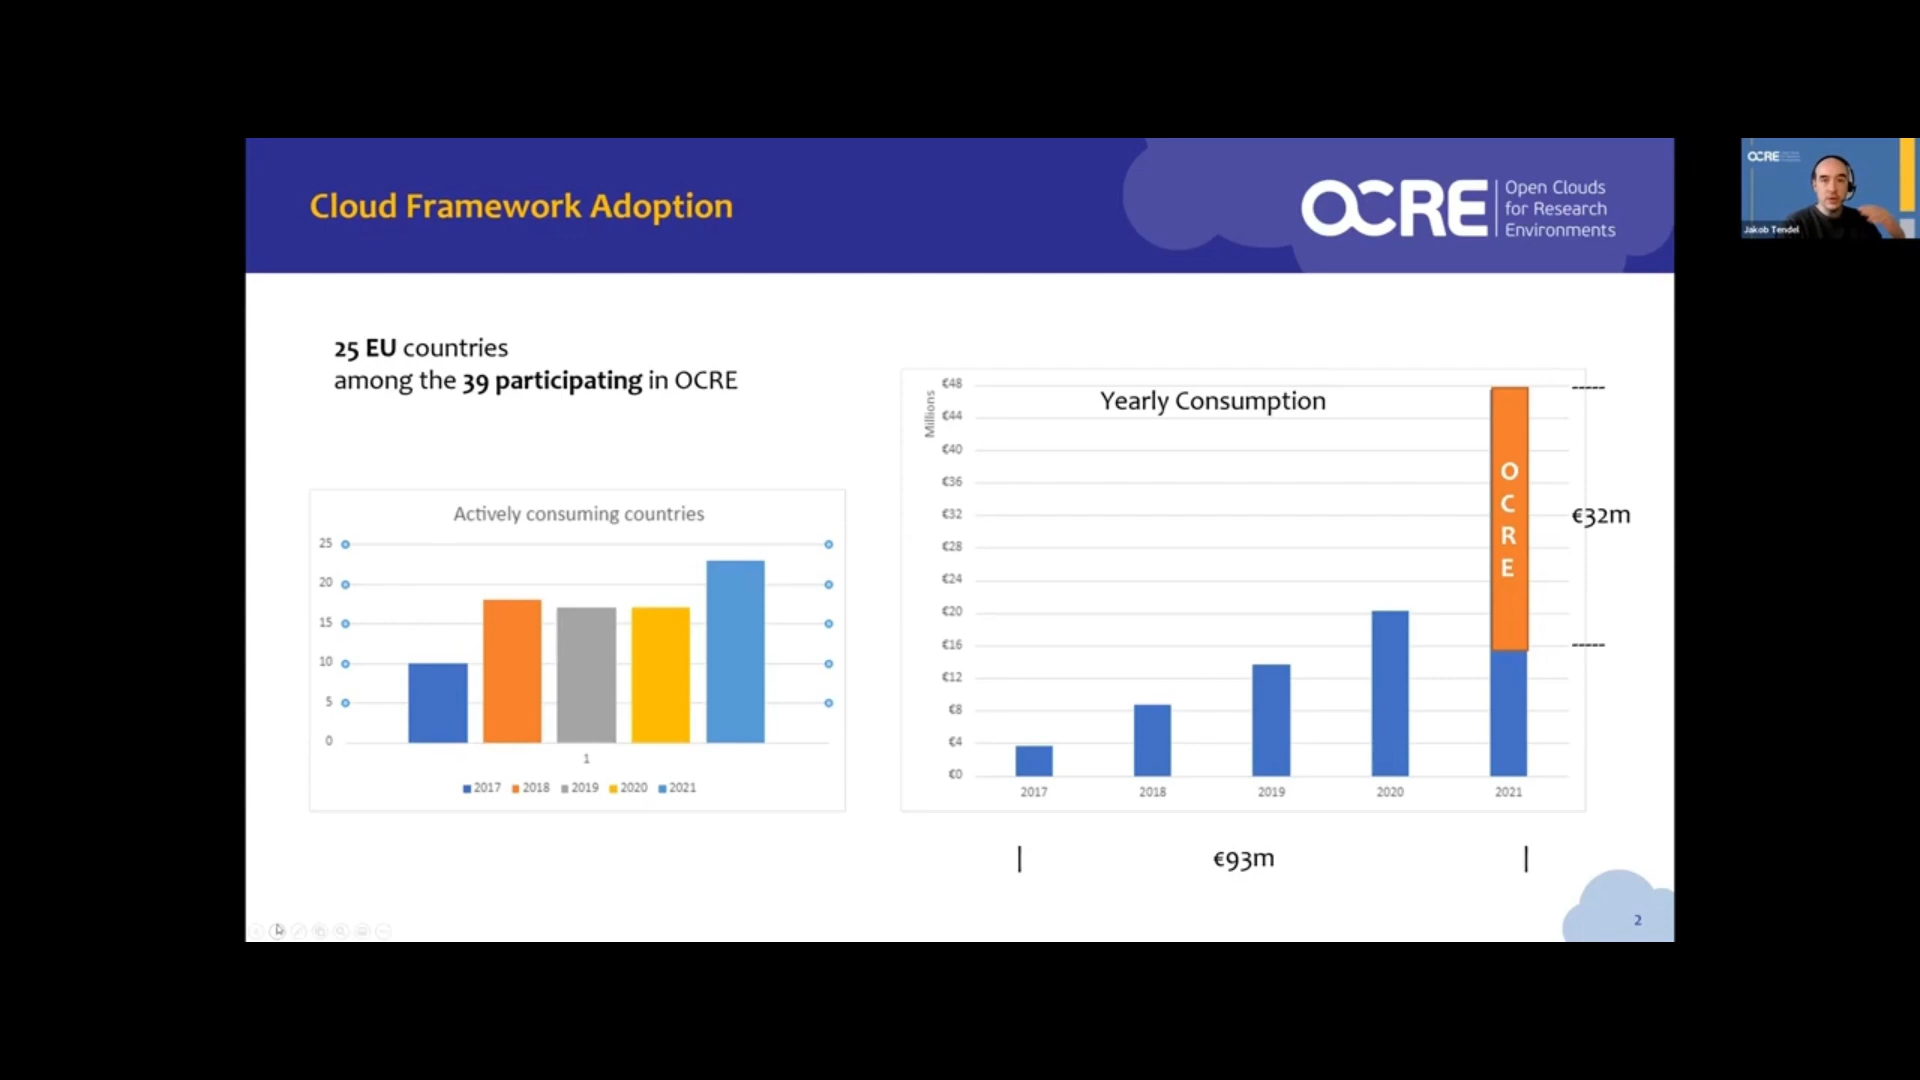 Cloud Framework Adoption
OCRE
Open Clouds
for Research
Environments
OCRE
Jakob Tendel
25 EU countries
among the 39 participating in OCRE
Actively consuming countries
25
20
15
10
5
0
1
2017 2018 2019 2020 2021
Yearly Consumption
Millions
€48
€44
€40
€36
€32
€28
€24
€20
€16
€12
€8
€4
€0
O
C
R
E
-----
€32m
-----
2017 2018 2019 2020 2021
| €93m |
2